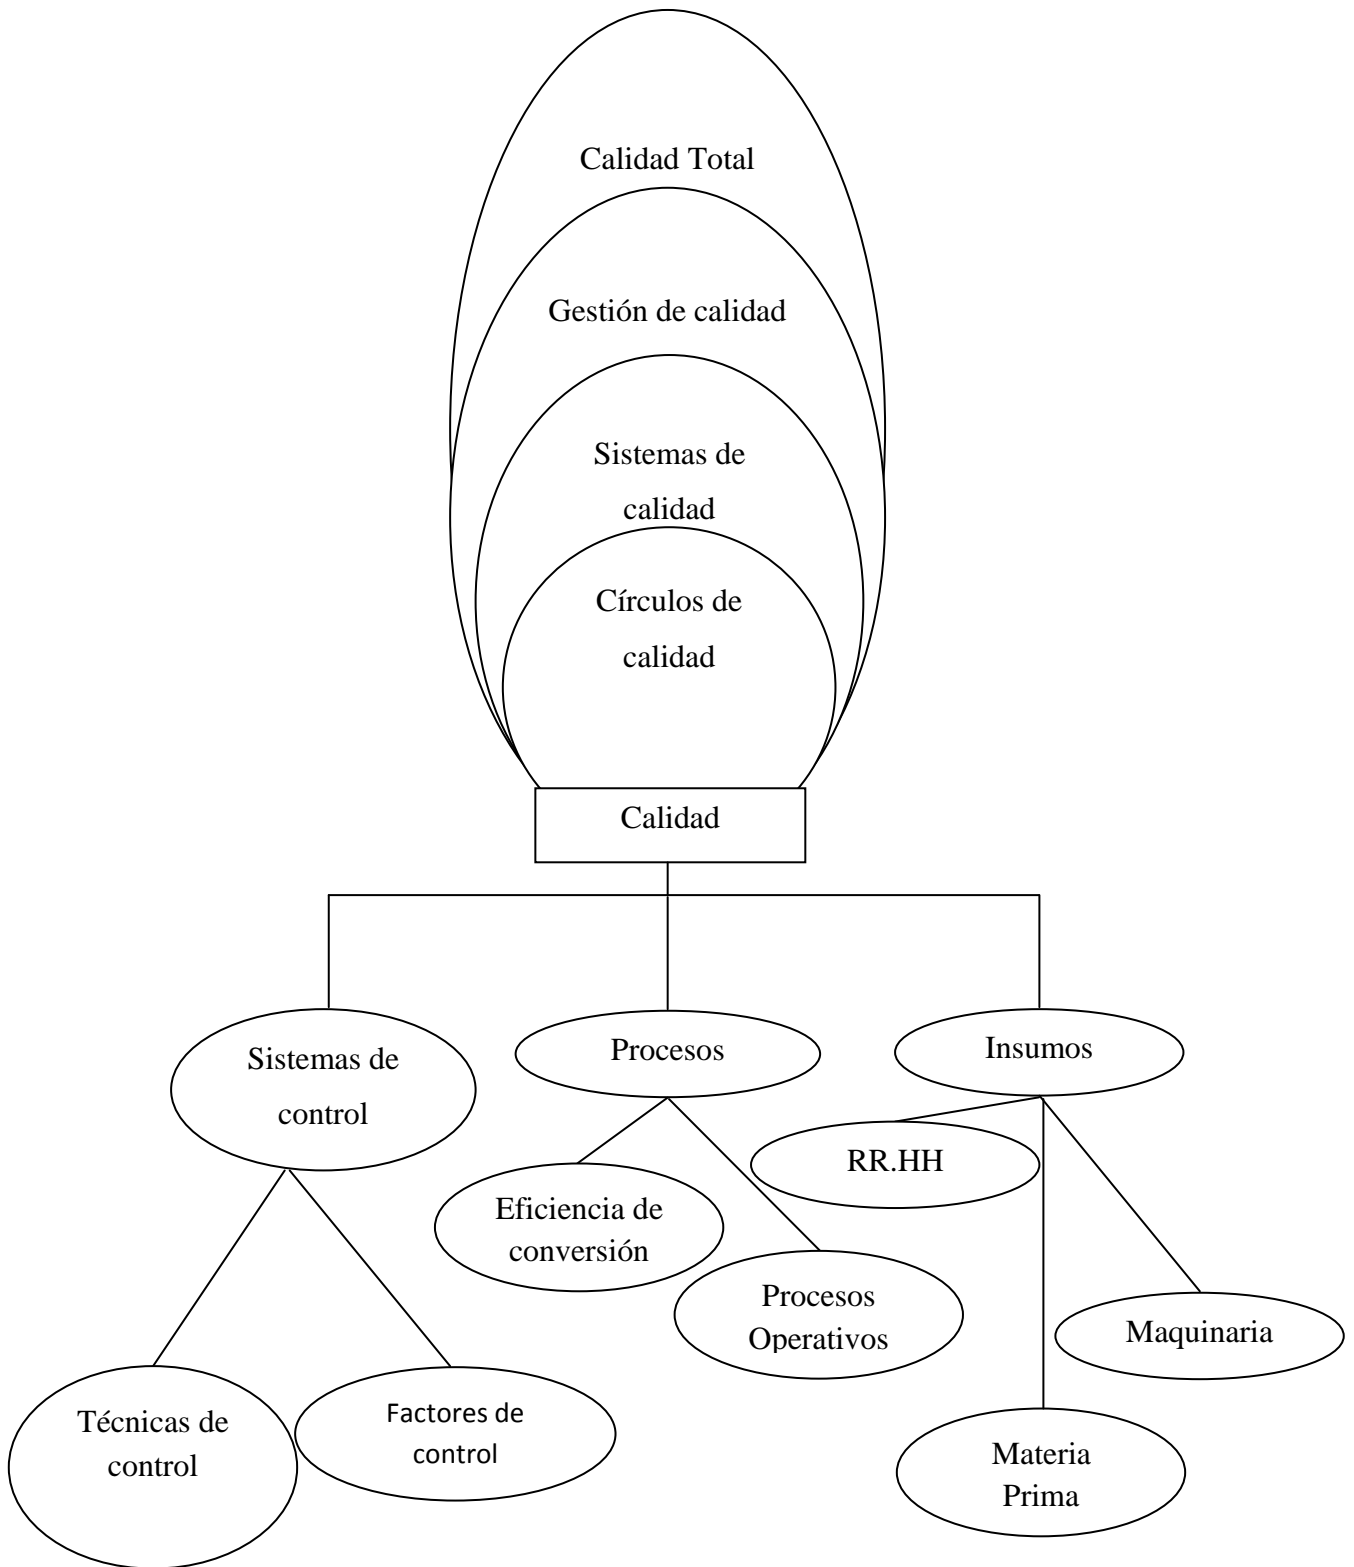 Calidad Total
Gestión de calidad
Sistemas de
calidad
Círculos de
calidad
Calidad
Sistemas de
control
Procesos
Insumos
RR.HH
Eficiencia de
conversión
Procesos
Operativos
Maquinaria
Técnicas de
control
Factores de
control
Materia
Prima